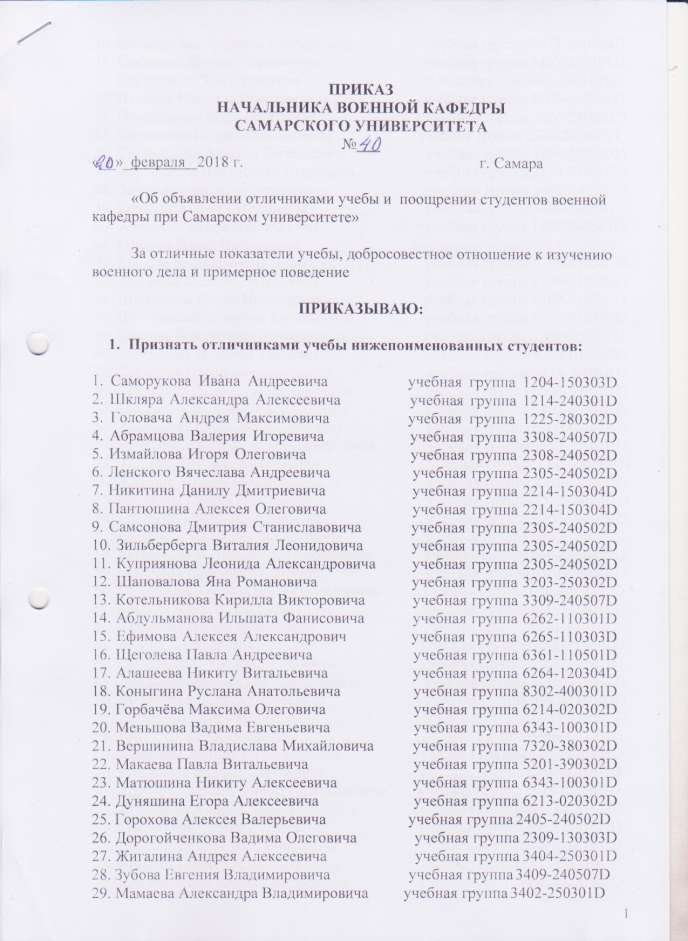 ПРИКАЗ
НАЧАЛЬНИКА ВОЕННОЙ КАФЕДРЫ
САМАРСКОГО УНИВЕРСИТЕТА
№ 40
«20» февраля 2018 г. г. Самара
«Об объявлении отличниками учебы и поощрении студентов военной
кафедры при Самарском университете»
За отличные показатели учебы, добросовестное отношение к изучению
военного дела и примерное поведение
ПРИКАЗЫВАЮ:
1. Признать отличниками учебы нижепоименованных студентов:
1. Саморукова Ивана Андреевича учебная группа 1204-150303D
2. Шкляра Александра Алексеевича учебная группа 1214-240301D
3. Головача Андрея Максимовича учебная группа 1225-280302D
4. Абрамцова Валерия Игоревича учебная группа 3308-240507D
5. Измайлова Игоря Олеговича учебная группа 2308-240502D
6. Ленского Вячеслава Андреевича учебная группа 2305-240502D
7. Никитина Данилу Дмитриевича учебная группа 2214-150304D
8. Пантюшина Алексея Олеговича учебная группа 2214-150304D
9. Самсонова Дмитрия Станиславовича учебная группа 2305-240502D
10. Зильберберга Виталия Леонидовича учебная группа 2305-240502D
11. Куприянова Леонида Александровича учебная группа 2305-240502D
12. Шаповалова Яна Романовича учебная группа 3203-250302D
13. Котельникова Кирилла Викторовича учебная группа 3309-240507D
14. Абдульманова Ильшата Фанисовича учебная группа 6262-110301D
15. Ефимова Алексея Александрович учебная группа 6265-110303D
16. Щеголева Павла Андреевича учебная группа 6361-110501D
17. Алашеева Никиту Витальевича учебная группа 6264-120304D
18. Коныгина Руслана Анатольевича учебная группа 8302-400301D
19. Горбачёва Максима Олеговича учебная группа 6214-020302D
20. Меньшова Вадима Евгеньевича учебная группа 6343-100301D
21. Вершинина Владислава Михайловича учебная группа 7320-380302D
22. Макаева Павла Витальевича учебная группа 5201-390302D
23. Матюшина Никиту Алексеевича учебная группа 6343-100301D
24. Дуняшина Егора Алексеевича учебная группа 6213-020302D
25. Горохова Алексея Валерьевича учебная группа 2405-240502D
26. Дорогойченкова Вадима Олеговича учебная группа 2309-130303D
27. Жигалина Андрея Алексеевича учебная группа 3404-250301D
28. Зубова Евгения Владимировича учебная группа 3409-240507D
29. Мамаева Александра Владимировича учебная группа 3402-250301D
1